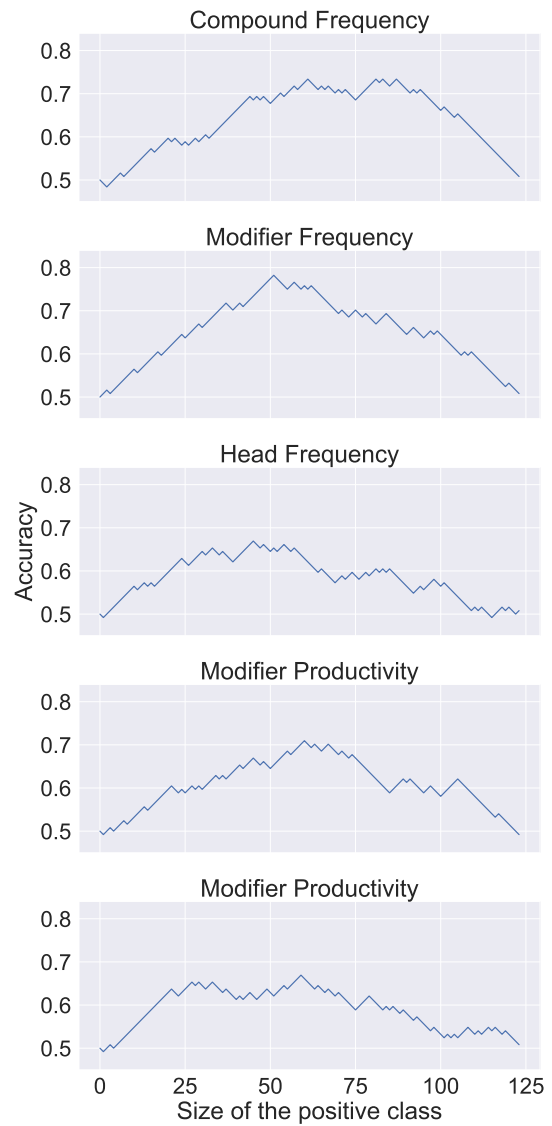 Compound Frequency
0.8
0.7
0.6
0.5
Modifier Frequency
0.8
0.7
0.6
0.5
Head Frequency
0.8
0.7
0.6
0.5
Accuracy
Modifier Productivity
0.8
0.7
0.6
0.5
Modifier Productivity
0.8
0.7
0.6
0.5
0 25 50 75 100 125
Size of the positive class